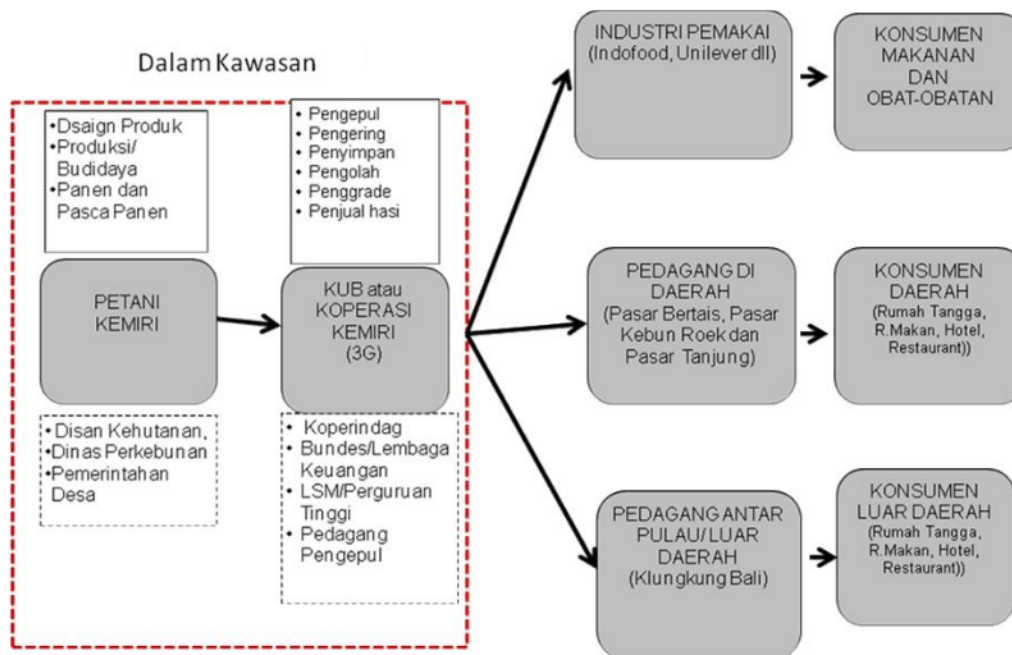 Dalam Kawasan
•Dsaign Produk
•Produksi/
Budidaya
•Panen dan
Pasca Panen
PETANI
KEMIRI
•Disan Kehutanan,
•Dinas Perkebunan
•Pemerintahan
Desa
• Pengepul
• Pengering
• Penyimpan
• Pengolah
• Penggrade
• Penjual hasi
KUB atau
KOPERASI
KEMIRI
(3G)
• Koperindag
• Bundes/Lembaga
Keuangan
• LSM/Perguruan
Tinggi
• Pedagang
Pengepul
INDUSTRI PEMAKAI
(Indofood, Unilever dll)
KONSUMEN
MAKANAN
DAN
OBAT-OBATAN
PEDAGANG DI
DAERAH
(Pasar Bertais, Pasar
Kebun Roek dan
Pasar Tanjung)
KONSUMEN
DAERAH
(Rumah Tangga,
R.Makan, Hotel,
Restaurant))
PEDAGANG ANTAR
PULAU/ LUAR
DAERAH
(Klungkung Bali)
KONSUMEN
LUAR DAERAH
(Rumah Tangga,
R.Makan, Hotel,
Restaurant))